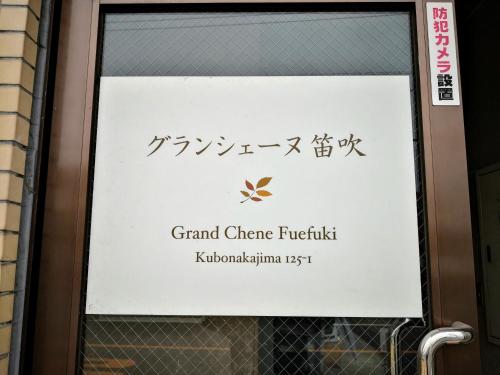 グランシェーヌ笛吹
Grand Chene Fuefuki
Kubonakajima 125-1
防犯カメラ設置